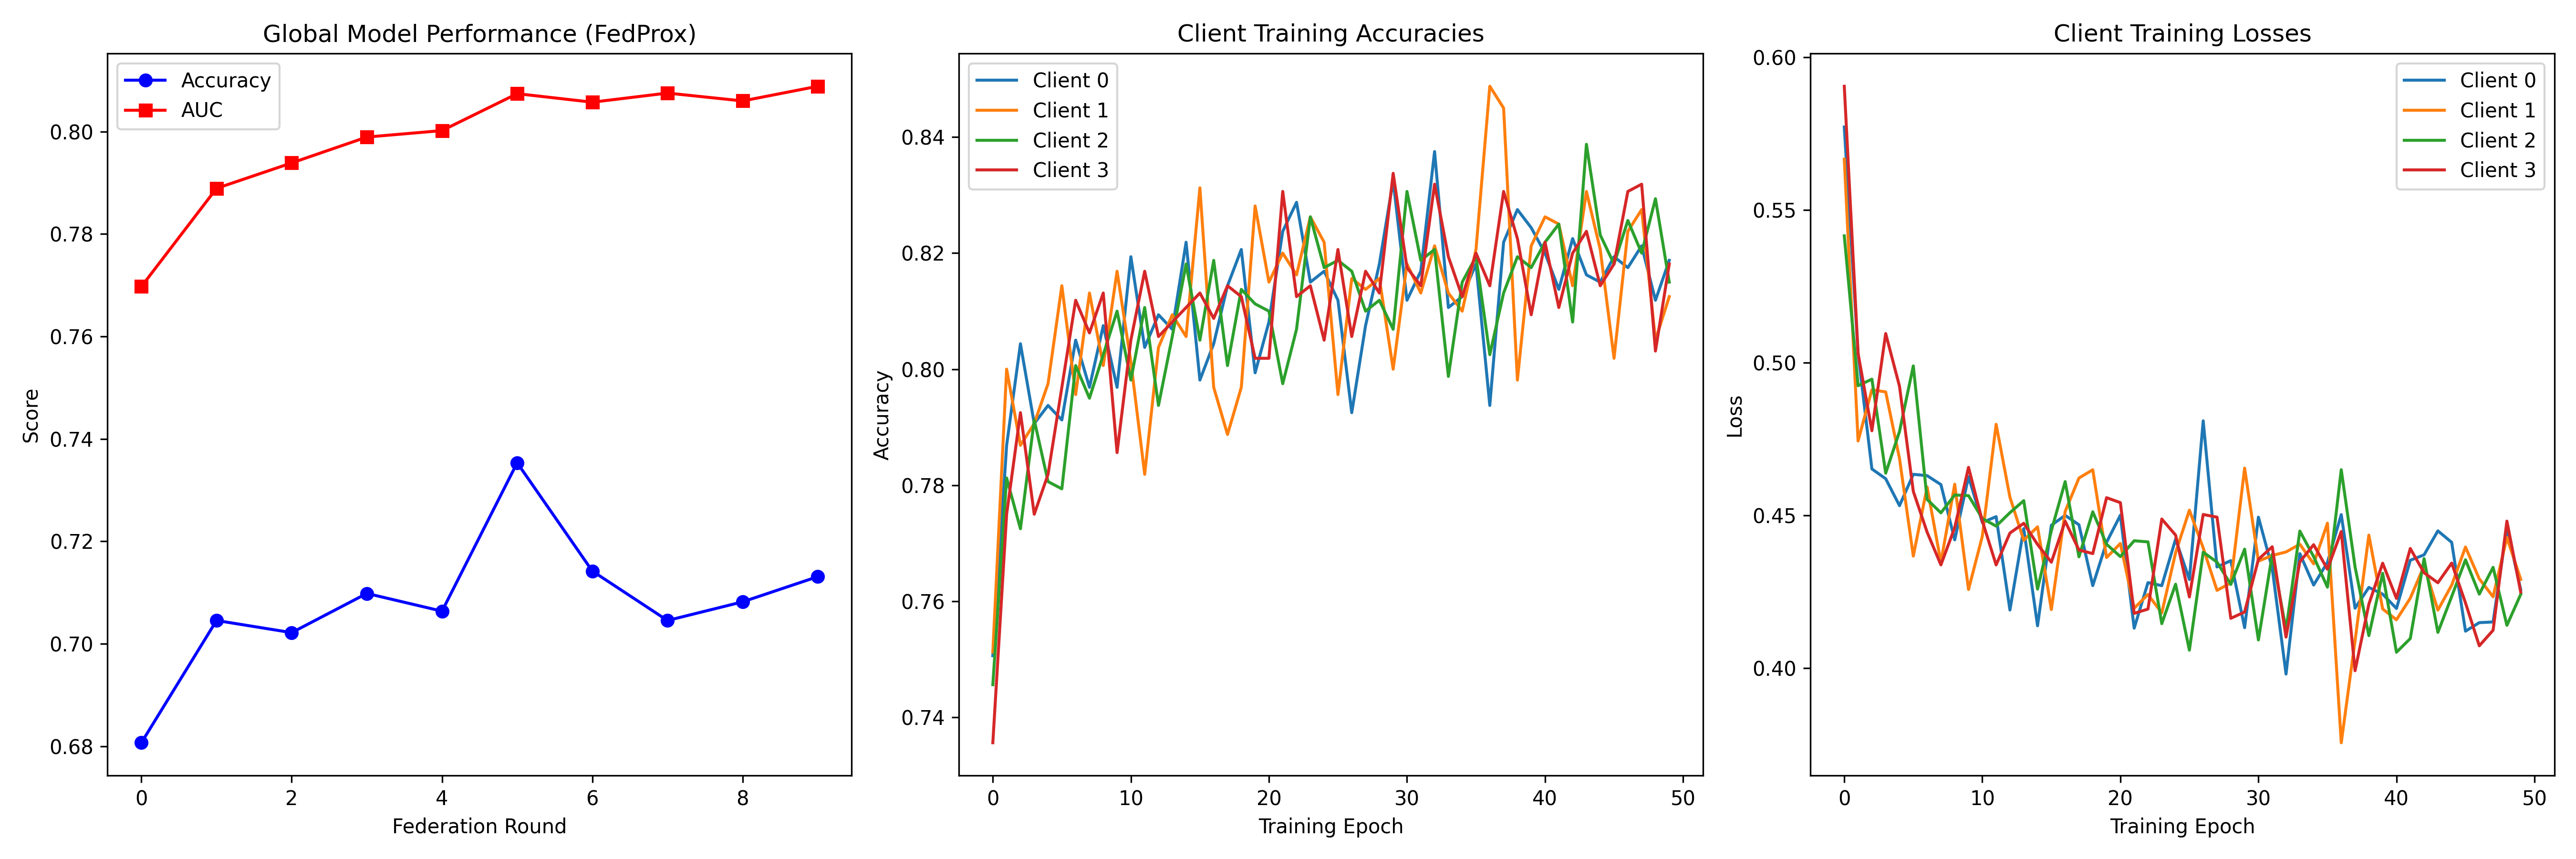 Global Model Performance (FedProx)
Accuracy
AUC
0.80
0.78
0.76
0.74
0.72
0.70
0.68
Score
0 2 4 6 8
Federation Round
Client Training Accuracies
Client 0
Client 1
Client 2
Client 3
0.84
0.82
0.80
0.78
0.76
0.74
Accuracy
0 10 20 30 40 50
Training Epoch
Client Training Losses
Client 0
Client 1
Client 2
Client 3
0.60
0.55
0.50
0.45
0.40
Loss
0 10 20 30 40 50
Training Epoch